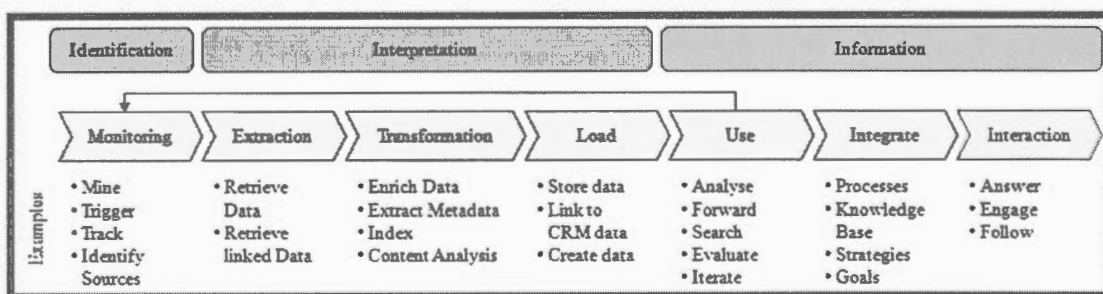 Identification Interpretation Information
Monitoring Extraction Transformation Load Use Integrate Interaction
Examples
• Mine
• Trigger
• Track
• Identify
Sources
• Retrieve
Data
• Retrieve
linked Data
• Enrich Data
• Extract Metadata
• Index
• Content Analysis
• Store data
• Link to
CRM data
• Create data
• Analyse
• Forward
• Search
• Evaluate
• Iterate
• Processes
• Knowledge
Base
• Strategies
• Goals
• Answer
• Engage
• Follow